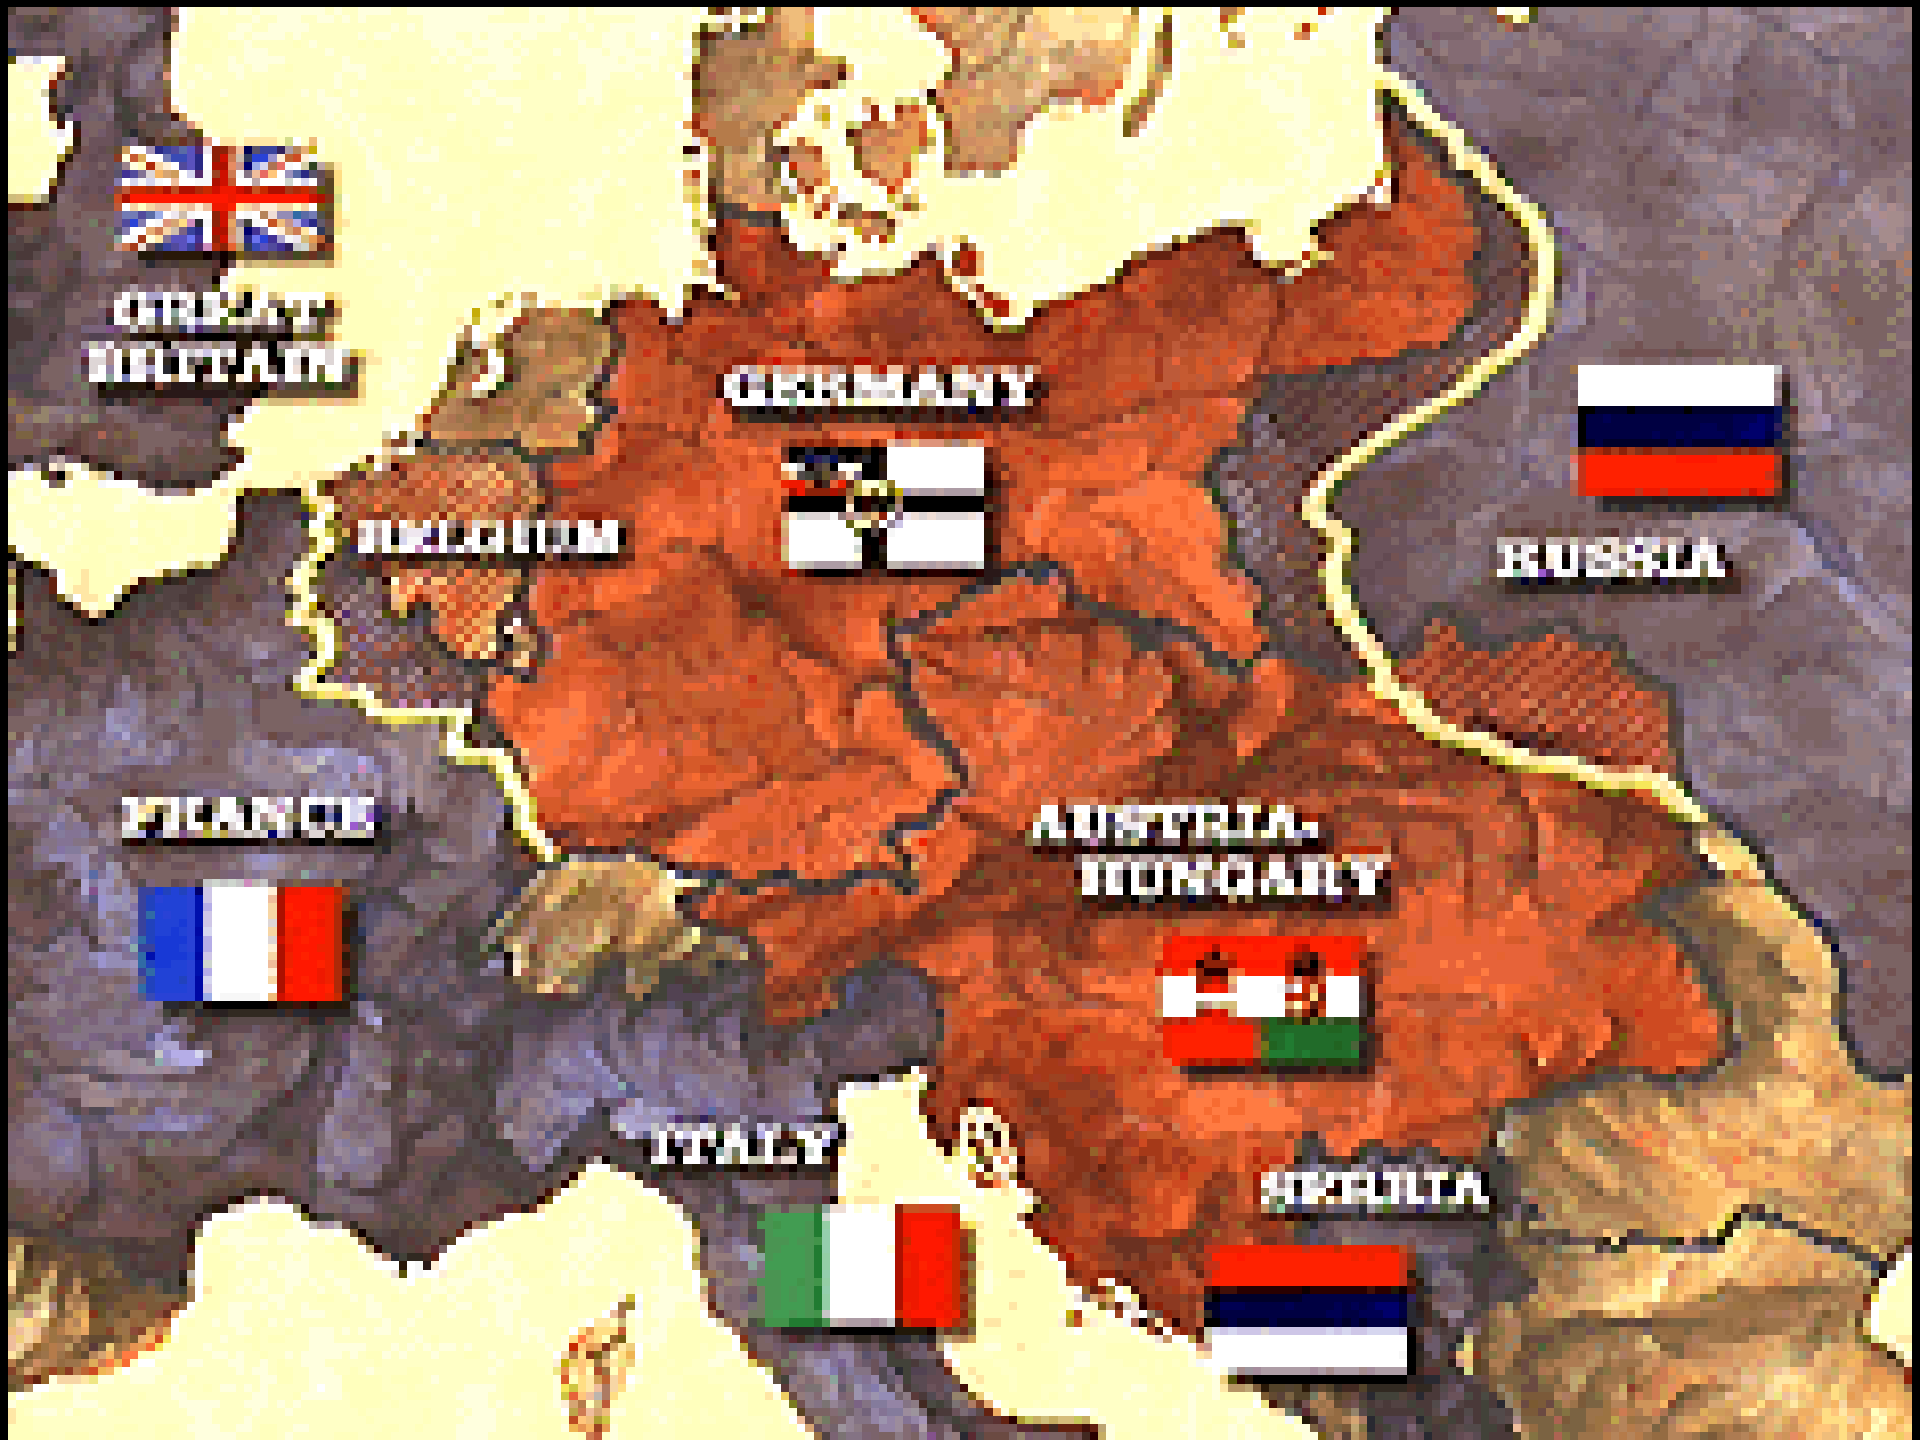 GREAT
BRITAIN
GERMANY
BELGIUM
RUSSIA
FRANCE
AUSTRIA-
HUNGARY
ITALY
SERBIA